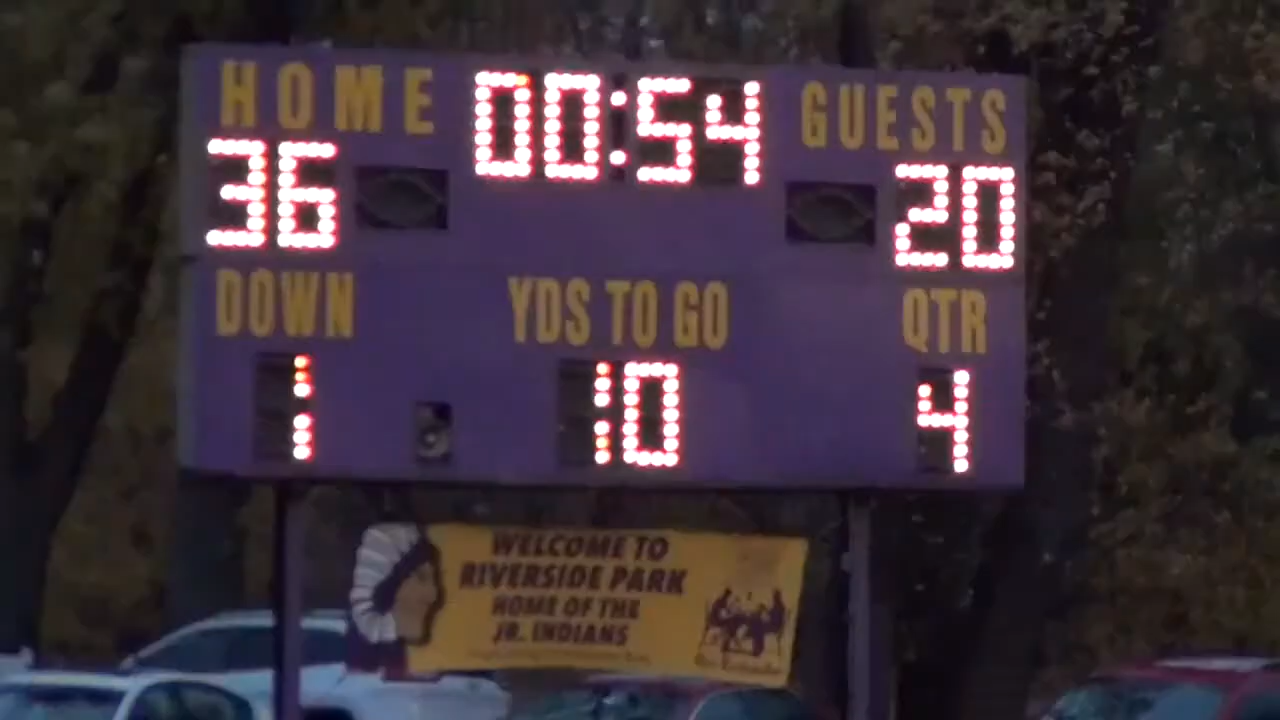 HOME 00:54 GUESTS
36 20
DOWN YDS TO GO QTR
1 10 4
WELCOME TO
RIVERSIDE PARK
HOME OF THE
JR. INDIANS